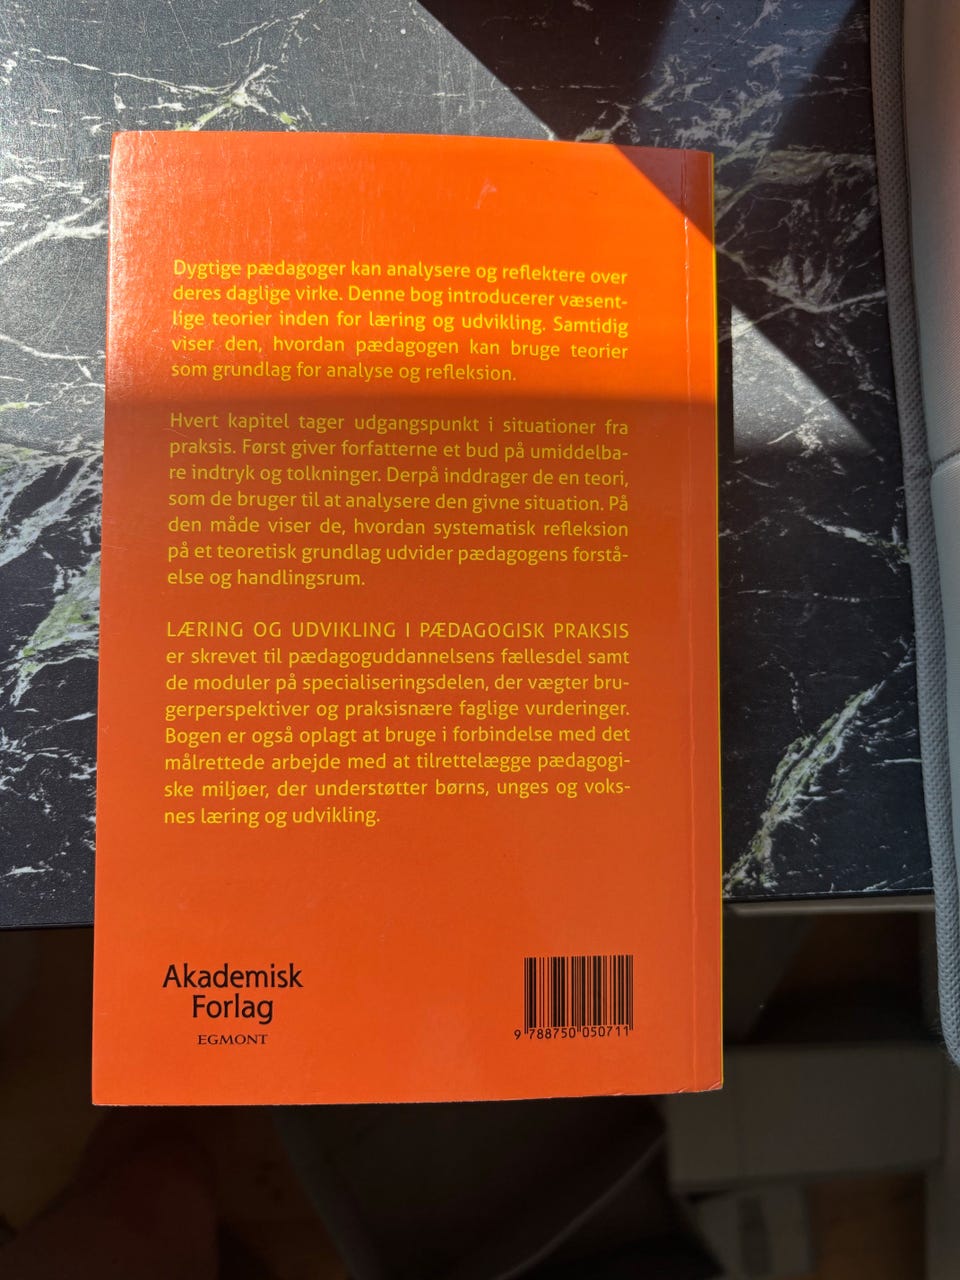 Dygtige pædagoger kan analysere og reflektere over
deres daglige virke. Denne bog introducerer væsent-
lige teorier inden for læring og udvikling. Samtidig
viser den, hvordan pædagogen kan bruge teorier
som grundlag for analyse og refleksion.
Hvert kapitel tager udgangspunkt i situationer fra
praksis. Først giver forfatterne et bud på umiddelba-
re indtryk og tolkninger. Derpå inddrager de en teori,
som de bruger til at analysere den givne situation. På
den måde viser de, hvordan systematisk refleksion
på et teoretisk grundlag udvider pædagogens forstå-
else og handlingsrum.
LÆRING OG UDVIKLING I PÆDAGOGISK PRAKSIS
er skrevet til pædagoguddannelsens fællesdel samt
de moduler på specialiseringsdelen, der vægter bru-
gerperspektiver og praksisnære faglige vurderinger.
Bogen er også oplagt at bruge i forbindelse med det
målrettede arbejde med at tilrettelægge pædagogi-
ske miljøer, der understøtter børns, unges og voks-
nes læring og udvikling.
Akademisk
Forlag
EGMONT
9 788750 050711